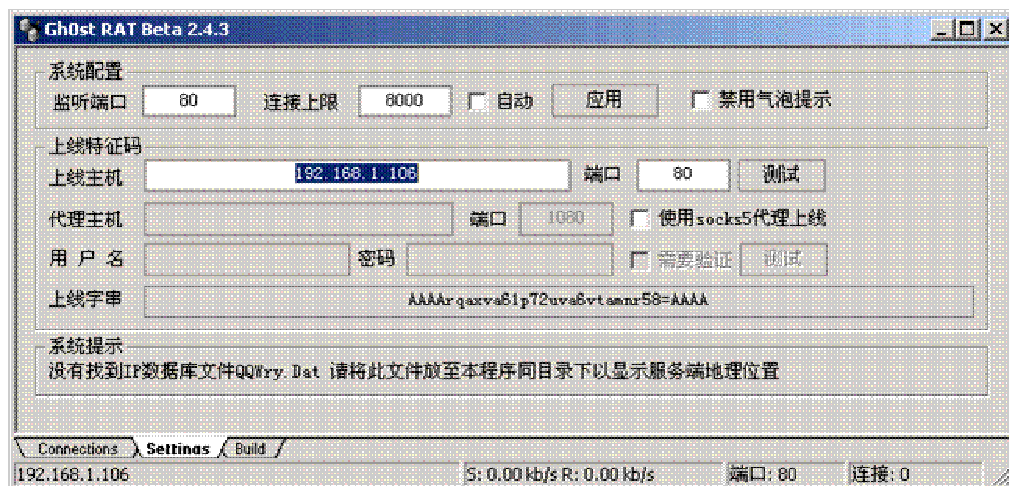 Gh0st RAT Beta 2.4.3
系统配置
监听端口 80 连接上限 8000 自动 应用 禁用气泡提示
上线特征码
上线主机 192.168.1.106 端口 80 测试
代理主机 端口 1080 使用socks5代理上线
用 户 名 密码 需要验证 测试
上线字串 AAAArqaxva61p72uva6vtamnr58=AAAA
系统提示
没有找到IP数据库文件QQWry.Dat 请将此文件放至本程序同目录下以显示服务端地理位置
Connections Settings Build
192.168.1.106 S: 0.00 kb/s R: 0.00 kb/s 端口: 80 连接: 0